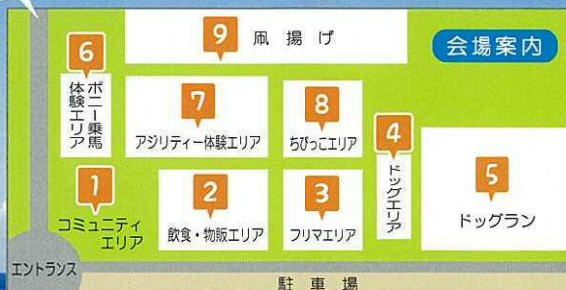 会場案内
9
凧揚げ
6
ポニー乗馬
体験エリア
7
アジリティー体験エリア
8
ちびっこエリア
4
ドッグエリア
5
ドッグラン
1
コミュニティ
エリア
2
飲食・物販エリア
3
フリマエリア
エントランス
駐車場